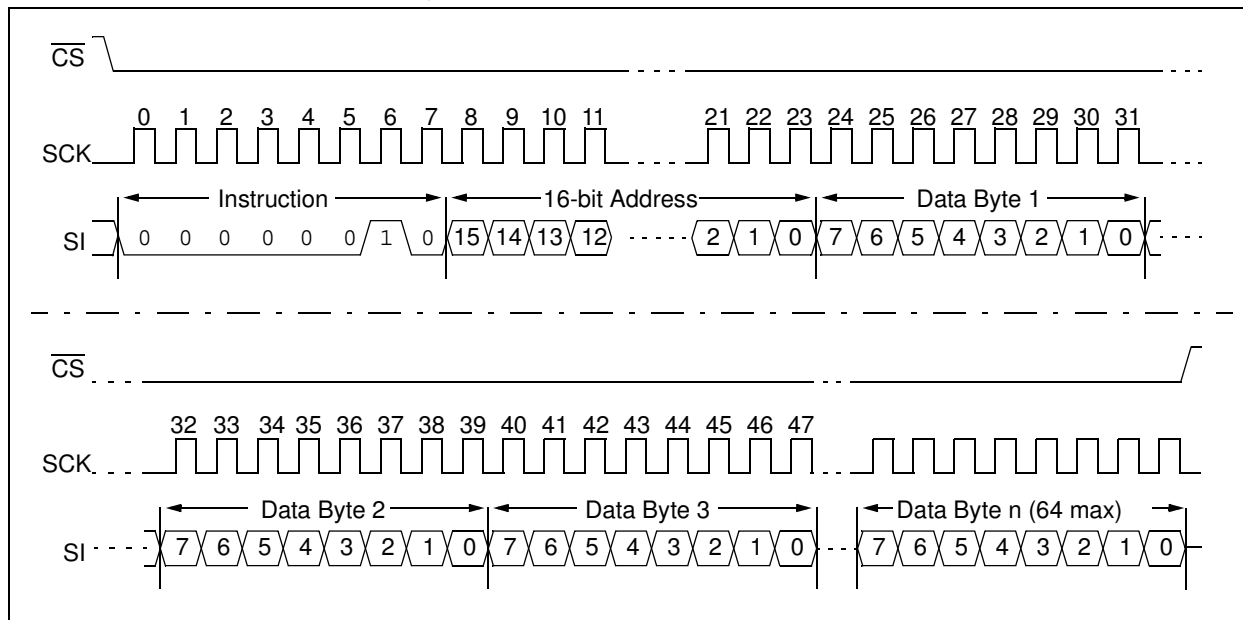 CS
0 1 2 3 4 5 6 7 8 9 10 11 21 22 23 24 25 26 27 28 29 30 31
SCK
Instruction 16-bit Address Data Byte 1
SI 0 0 0 0 0 0 1 0 15 14 13 12 2 1 0 7 6 5 4 3 2 1 0
CS
32 33 34 35 36 37 38 39 40 41 42 43 44 45 46 47
SCK
Data Byte 2 Data Byte 3 Data Byte n (64 max)
SI 7 6 5 4 3 2 1 0 7 6 5 4 3 2 1 0 7 6 5 4 3 2 1 0